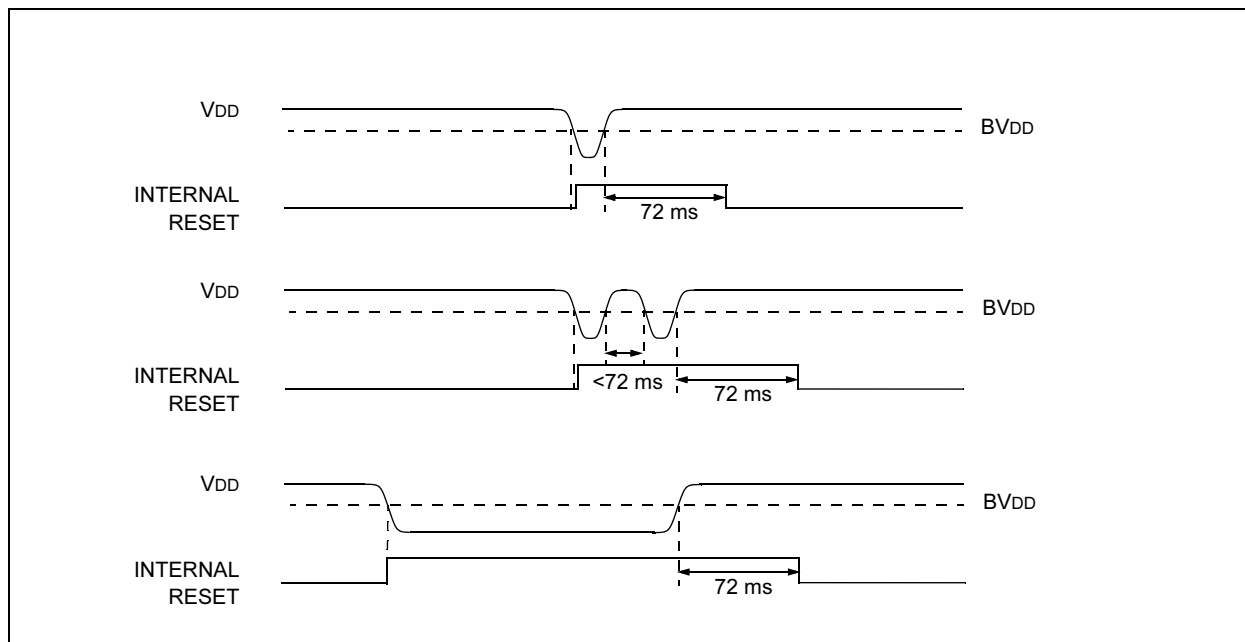 VDD
BVDD
INTERNAL
RESET
72 ms
VDD
BVDD
INTERNAL
RESET
<72 ms
72 ms
VDD
BVDD
INTERNAL
RESET
72 ms